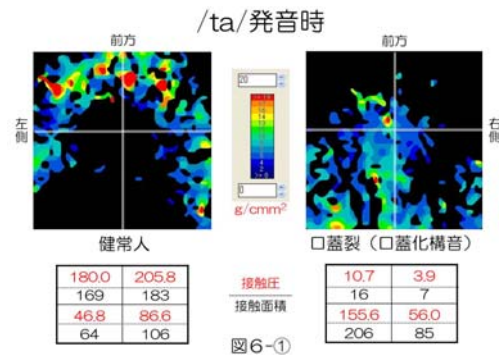 /ta/発音時
前方
前方
左側
右側
20
0
g/cmm²
健常人
口蓋裂(口蓋化構音)
180.0 205.8
169 183
46.8 86.6
64 106
接触圧
接触面積
10.7 3.9
16 7
155.6 56.0
206 85
図6-①